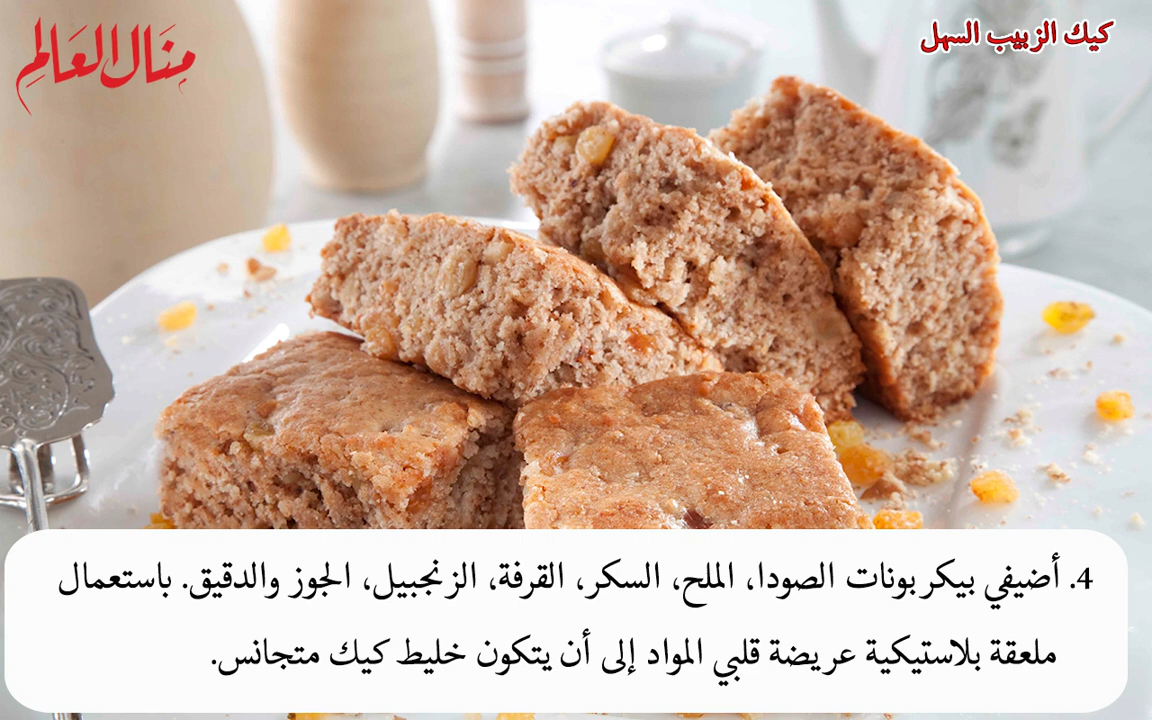 كيك الزبيب السهل
منال العالم
4. أضيفي بيكربونات الصودا، الملح، السكر، القرفة، الزنجبيل، الجوز والدقيق. باستعمال
ملعقة بلاستيكية عريضة قلبي المواد إلى أن يتكون خليط كيك متجانس.